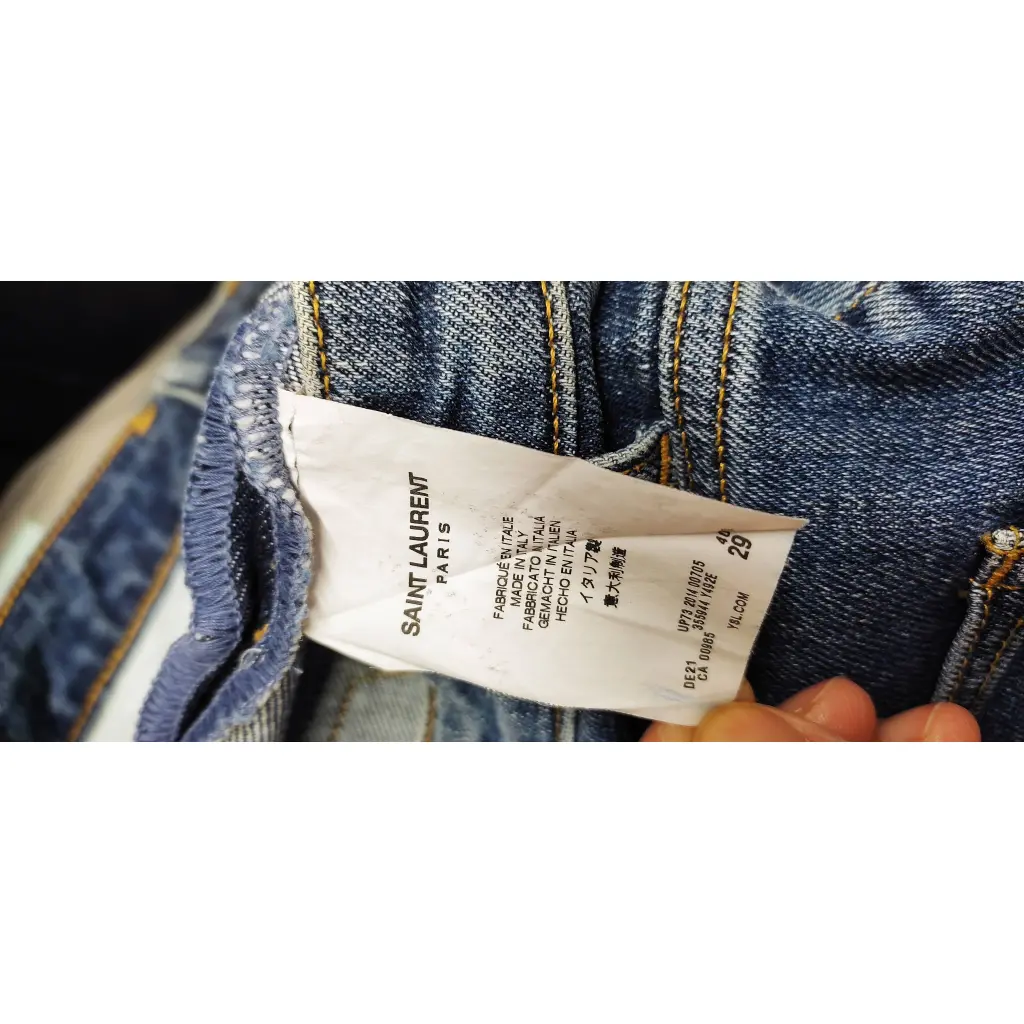 SAINT LAURENT
PARIS
FABRIQUÉ EN ITALIE
MADE IN ITALY
FABBRICATO IN ITALIA
GEMACHT IN ITALIEN
HECHO EN ITALIA
イタリア製
意大利制造
29
UP73 2014 00705
355944 Y492E
DE21
CA 00985
YSL.COM